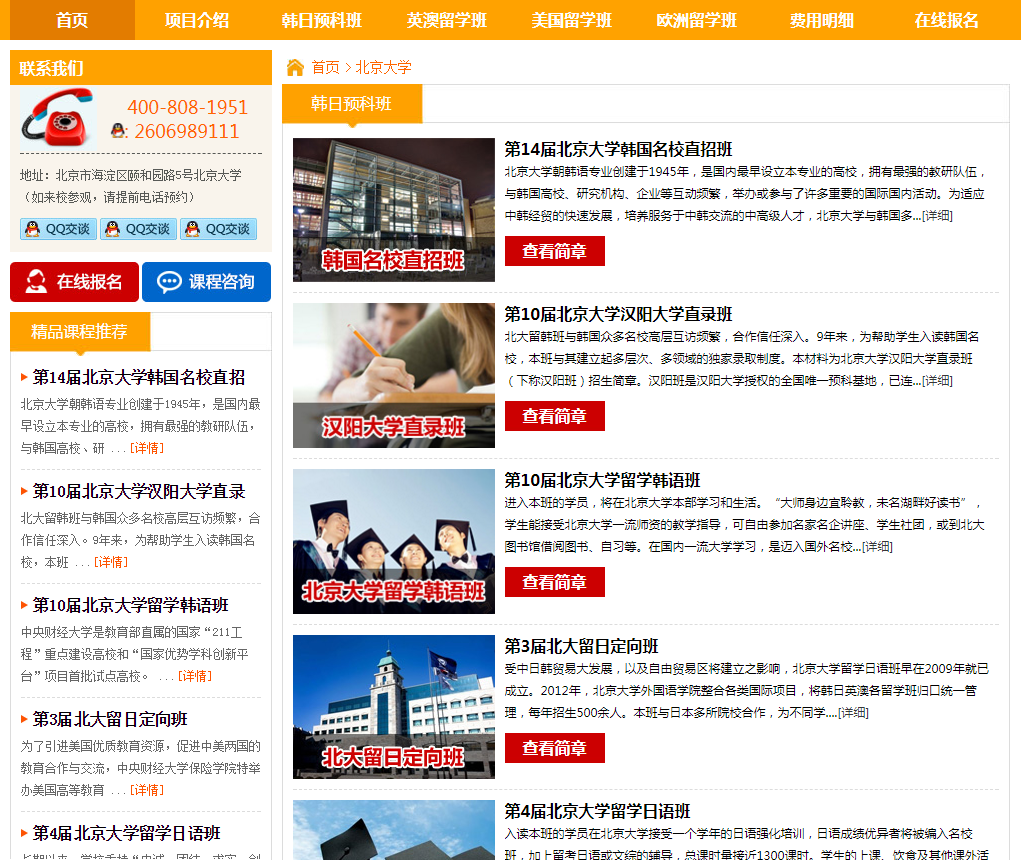 首页 项目介绍 韩日预科班 英澳留学班 美国留学班 欧洲留学班 费用明细 在线报名
联系我们
400-808-1951
: 2606989111
地址：北京市海淀区颐和园路5号北京大学
（如来校参观，请提前电话预约）
QQ交谈 QQ交谈 QQ交谈
在线报名 课程咨询
精品课程推荐
第14届北京大学韩国名校直招
北京大学朝韩语专业创建于1945年，是国内最
早设立本专业的高校，拥有最强的教研队伍，
与韩国高校、研 ...[详情]
第10届北京大学汉阳大学直录
北大留韩班与韩国众多名校高层互访频繁，合
作信任深入。9年来，为帮助学生入读韩国名
校，本班 ...[详情]
第10届北京大学留学韩语班
中央财经大学是教育部直属的国家“211工
程”重点建设高校和“国家优势学科创新平
台”项目首批试点高校。 ...[详情]
第3届北大留日定向班
为了引进美国优质教育资源，促进中美两国的
教育合作与交流，中央财经大学保险学院特举
办美国高等教育 ...[详情]
第4届北京大学留学日语班
首页 > 北京大学
韩日预科班
韩国名校直招班
第14届北京大学韩国名校直招班
北京大学朝韩语专业创建于1945年，是国内最早设立本专业的高校，拥有最强的教研队伍，
与韩国高校、研究机构、企业等互动频繁，举办或参与了许多重要的国际国内活动。为适应
中韩经贸的快速发展，培养服务于中韩交流的中高级人才，北京大学与韩国多...[详细]
查看简章
汉阳大学直录班
第10届北京大学汉阳大学直录班
北大留韩班与韩国众多名校高层互访频繁，合作信任深入。9年来，为帮助学生入读韩国名
校，本班与其建立起多层次、多领域的独家录取制度。本材料为北京大学汉阳大学直录班
（下称汉阳班）招生简章。汉阳班是汉阳大学授权的全国唯一预科基地，已连...[详细]
查看简章
北京大学留学韩语班
第10届北京大学留学韩语班
进入本班的学员，将在北京大学本部学习和生活。“大师身边宜聆教，未名湖畔好读书”，
学生能接受北京大学一流师资的教学指导，可自由参加名家名企讲座、学生社团，或到北大
图书馆借阅图书、自习等。在国内一流大学学习，是迈入国外名校...[详细]
查看简章
北大留日定向班
第3届北大留日定向班
受中日韩贸易大发展，以及自由贸易区将建立之影响，北京大学留学日语班早在2009年就已
成立。2012年，北京大学外国语学院整合各类国际项目，将韩日英澳各留学班归口统一管
理，每年招生500余人。本班与日本多所院校合作，为不同学....[详细]
查看简章
第4届北京大学留学日语班
入读本班的学员在北京大学接受一个学年的日语强化培训，日语成绩优异者将被编入名校
班，加上留考日语或文综的辅导，总课时量接近1300课时。学生的上课、饮食及其他课外活